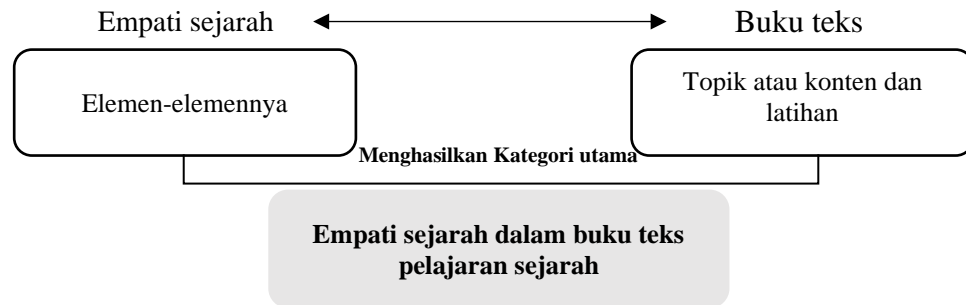 Empati sejarah
Buku teks
Elemen-elemennya
Topik atau konten dan
latihan
Menghasilkan Kategori utama
Empati sejarah dalam buku teks
pelajaran sejarah